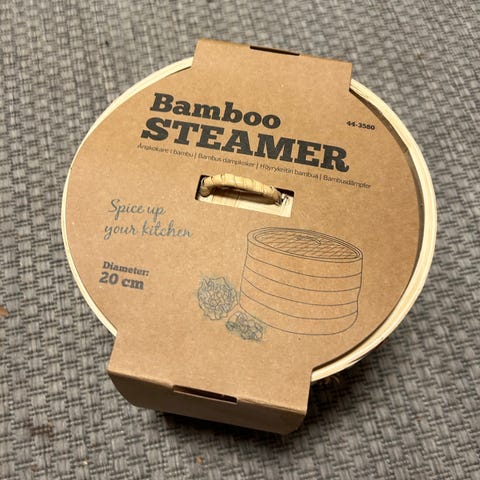 Bamboo
STEAMER
44-3580
Ångkokare i bambu | Bambus dampkoker | Höyrykeitin bambua | Bambusdämpfer
Spice up
your kitchen
Diameter:
20 cm